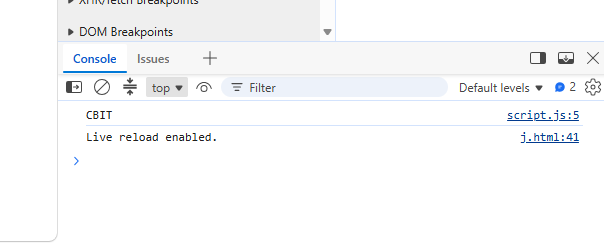 XHR/fetch Breakpoints
DOM Breakpoints
Console Issues
top Filter Default levels 2
CBIT script.js:5
Live reload enabled. j.html:41